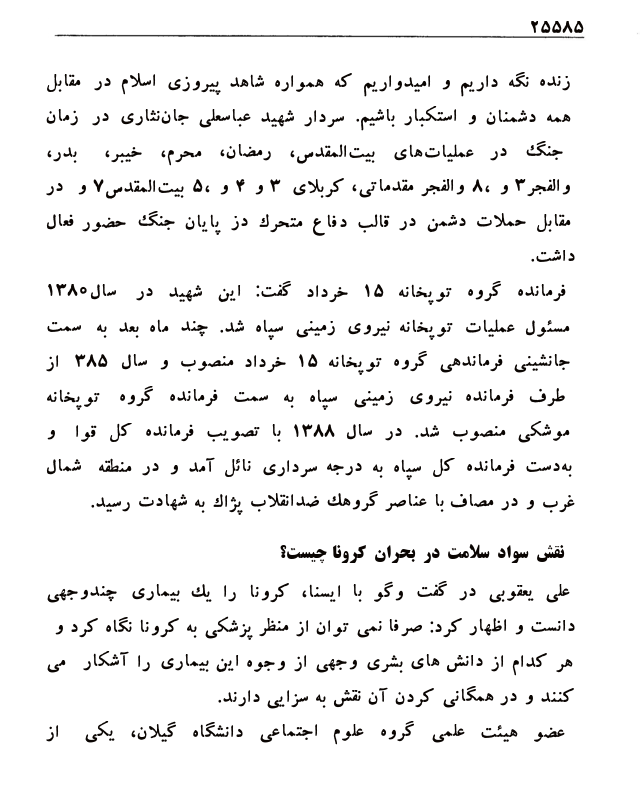 ۲۵۵۸۵
زنده نگه داریم و امیدواریم که همواره شاهد پیروزی اسلام در مقابل
همه دشمنان و استکبار باشیم. سردار شهید عباسعلی جان‌نثاری در زمان
جنگ در عملیات‌های بیت‌المقدس، رمضان، محرم، خیبر، بدر،
والفجر۳ و ۸، والفجر مقدماتی، کربلای ۳ و ۴ و ۵، بیت‌المقدس۷ و در
مقابل حملات دشمن در قالب دفاع متحرك دز پایان جنگ حضور فعال
داشت.
فرمانده گروه توپخانه ۱۵ خرداد گفت: این شهید در سال۱۳۸۰
مسئول عملیات توپخانه نیروی زمینی سپاه شد. چند ماه بعد به سمت
جانشینی فرماندهی گروه توپخانه ۱۵ خرداد منصوب و سال ۳۸۵ از
طرف فرمانده نیروی زمینی سپاه به سمت فرمانده گروه توپخانه
موشکی منصوب شد. در سال ۱۳۸۸ با تصویب فرمانده کل قوا و
به‌دست فرمانده کل سپاه به درجه سرداری نائل آمد و در منطقه شمال
غرب و در مصاف با عناصر گروهك ضدانقلاب پژاك به شهادت رسید.
نقش سواد سلامت در بحران کرونا چیست؟
علی یعقوبی در گفت وگو با ایسنا، کرونا را یك بیماری چندوجهی
دانست و اظهار کرد: صرفا نمی توان از منظر پزشکی به کرونا نگاه کرد و
هر کدام از دانش های بشری وجهی از وجوه این بیماری را آشکار می
کنند و در همگانی کردن آن نقش به سزایی دارند.
عضو هیئت علمی گروه علوم اجتماعی دانشگاه گیلان، یکی از